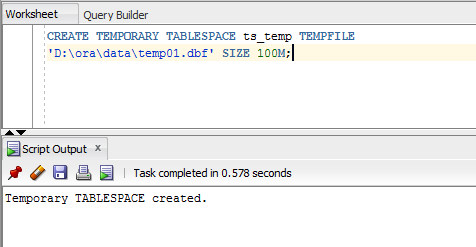 Worksheet Query Builder
CREATE TEMPORARY TABLESPACE ts_temp TEMPFILE
'D:\ora\data\temp01.dbf' SIZE 100M;
Script Output x
Task completed in 0.578 seconds
Temporary TABLESPACE created.